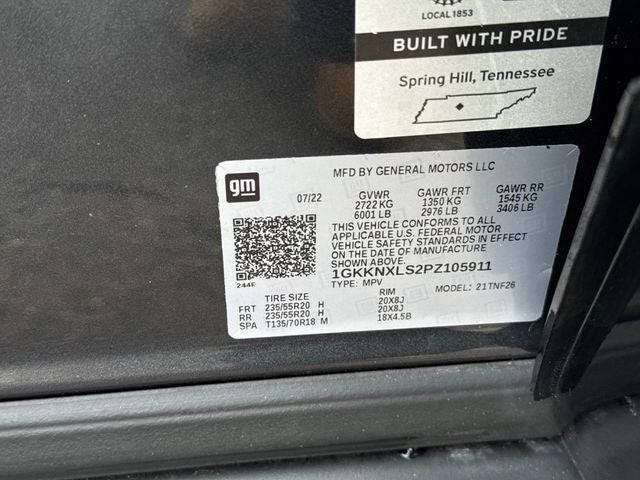 LOCAL 1853
BUILT WITH PRIDE
Spring Hill, Tennessee
gm
MFD BY GENERAL MOTORS LLC
07/22 GVWR GAWR FRT GAWR RR
2722 KG 1350 KG 1545 KG
6001 LB 2976 LB 3406 LB
THIS VEHICLE CONFORMS TO ALL
APPLICABLE U.S. FEDERAL MOTOR
VEHICLE SAFETY STANDARDS IN EFFECT
ON THE DATE OF MANUFACTURE
SHOWN ABOVE.
1GKKNXLS2PZ105911
TYPE: MPV MODEL: 21TNF26
244F
TIRE SIZE RIM
FRT 235/55R20 H 20X8J
RR 235/55R20 H 20X8J
SPA T135/70R18 M 18X4.5B